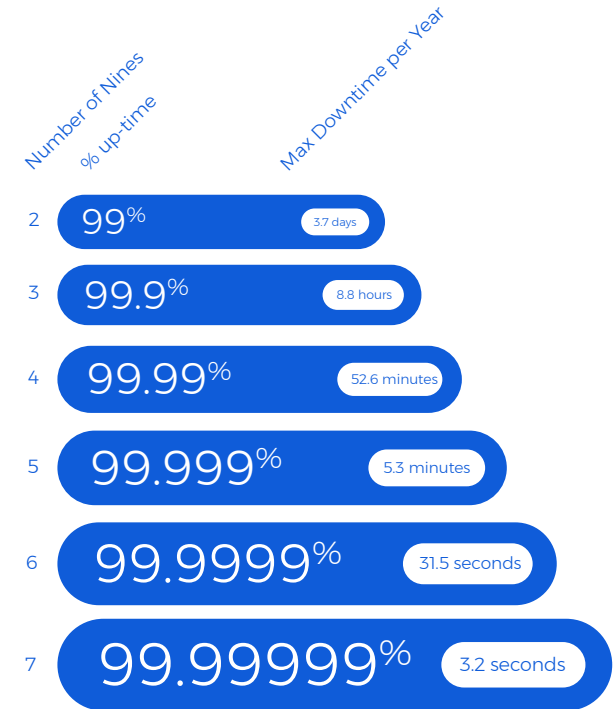 Number of Nines
% up-time
Max Downtime per Year
2 99% 3.7 days
3 99.9% 8.8 hours
4 99.99% 52.6 minutes
5 99.999% 5.3 minutes
6 99.9999% 31.5 seconds
7 99.99999% 3.2 seconds